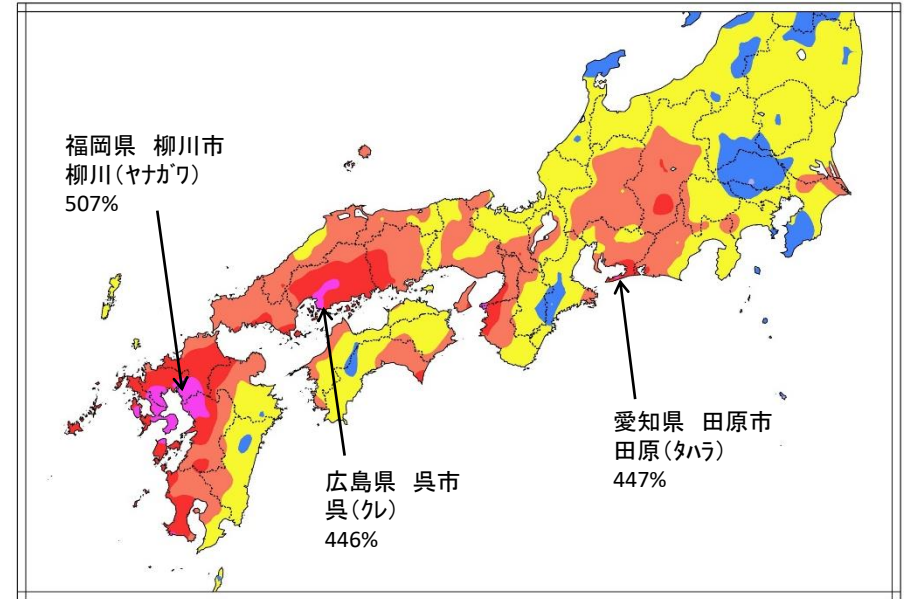 福岡県　柳川市
柳川(ﾔﾅｶﾞﾜ)
507%
愛知県　田原市
田原(ﾀﾊﾗ)
447%
広島県　呉市
呉(ｸﾚ)
446%